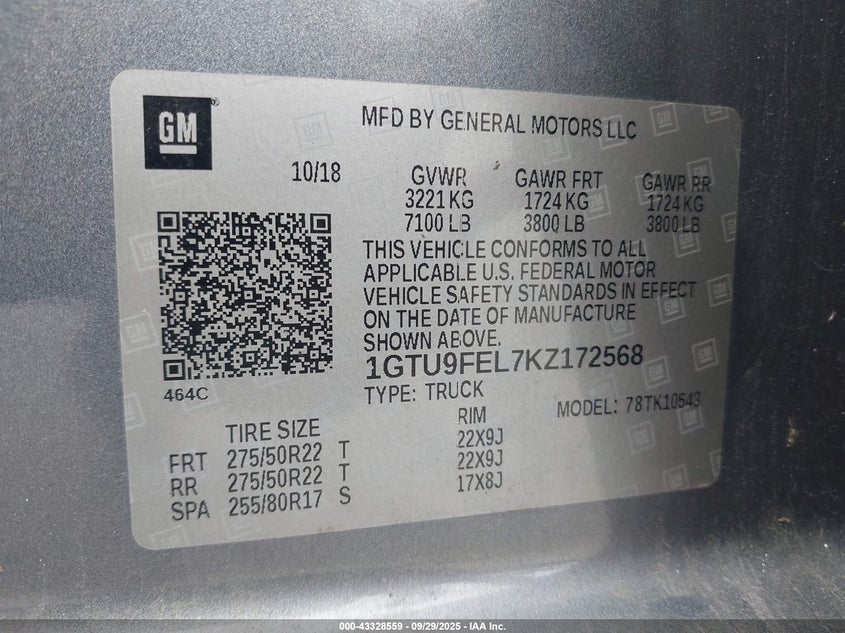 GM
MFD BY GENERAL MOTORS LLC
10/18
GVWR GAWR FRT GAWR RR
3221 KG 1724 KG 1724 KG
7100 LB 3800 LB 3800 LB
THIS VEHICLE CONFORMS TO ALL
APPLICABLE U.S. FEDERAL MOTOR
VEHICLE SAFETY STANDARDS IN EFFECT
ON THE DATE OF MANUFACTURE
SHOWN ABOVE.
1GTU9FEL7KZ172568
464C
TYPE: TRUCK
MODEL: 78TK10543
TIRE SIZE RIM
FRT 275/50R22 T 22X9J
RR 275/50R22 T 22X9J
SPA 255/80R17 S 17X8J
000-43328559 — 09/29/2025 — IAA Inc.